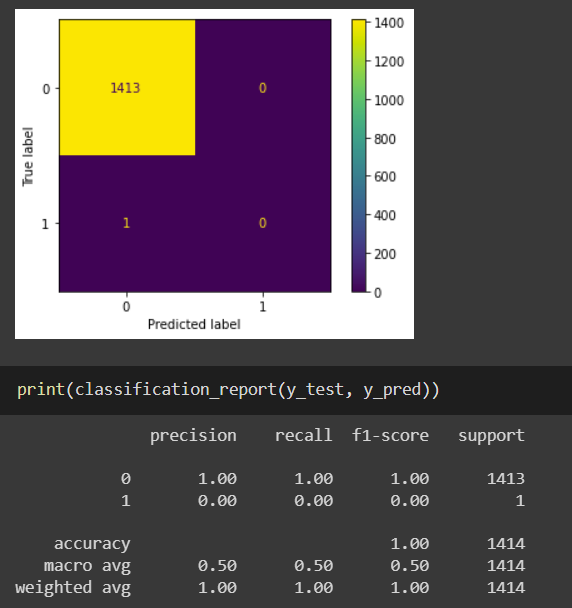 1400
1200
1000
800
600
400
200
0
True label
0
1413
0
1
1
0
0
1
Predicted label
print(classification_report(y_test, y_pred))
precision recall f1-score support
0 1.00 1.00 1.00 1413
1 0.00 0.00 0.00 1
accuracy 1.00 1414
macro avg 0.50 0.50 0.50 1414
weighted avg 1.00 1.00 1.00 1414